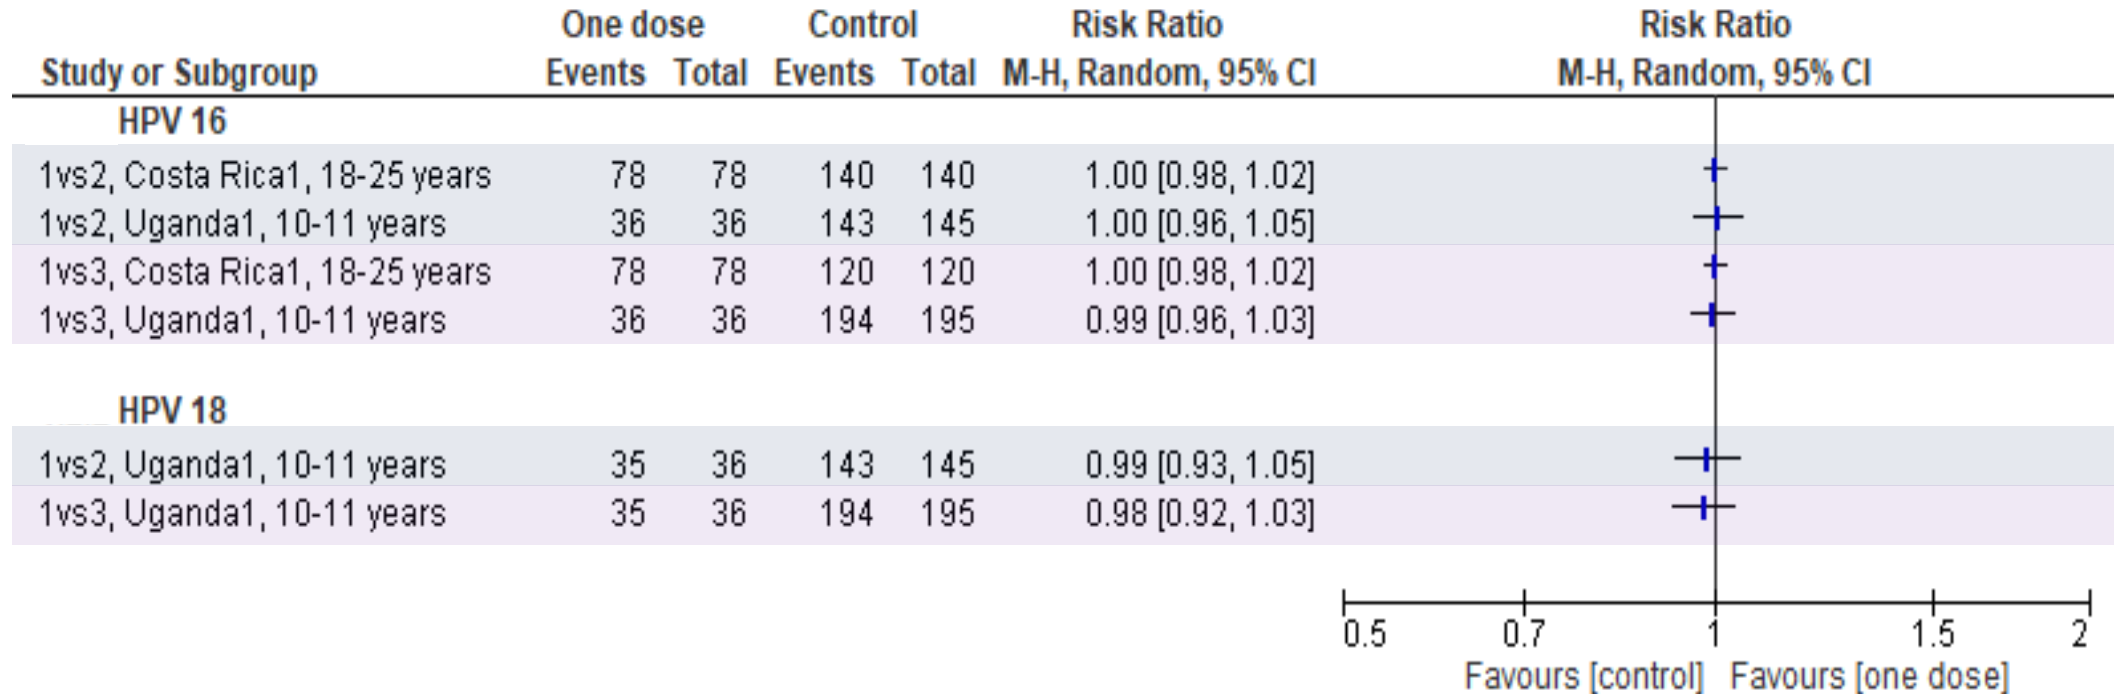 One dose Control Risk Ratio Risk Ratio
Study or Subgroup Events Total Events Total M-H, Random, 95% CI M-H, Random, 95% CI
HPV 16
1vs2, Costa Rica1, 18-25 years 78 78 140 140 1.00 [0.98, 1.02]
1vs2, Uganda1, 10-11 years 36 36 143 145 1.00 [0.96, 1.05]
1vs3, Costa Rica1, 18-25 years 78 78 120 120 1.00 [0.98, 1.02]
1vs3, Uganda1, 10-11 years 36 36 194 195 0.99 [0.96, 1.03]
HPV 18
1vs2, Uganda1, 10-11 years 35 36 143 145 0.99 [0.93, 1.05]
1vs3, Uganda1, 10-11 years 35 36 194 195 0.98 [0.92, 1.03]
0.5 0.7 1 1.5 2
Favours [control] Favours [one dose]